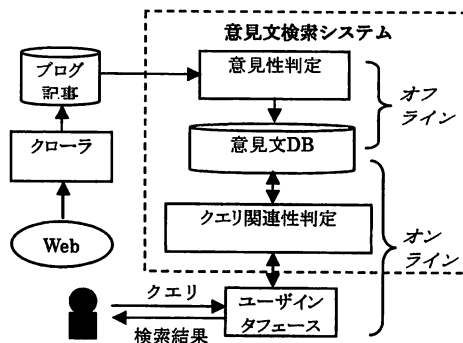 意見文検索システム
ブログ
記事
意見性判定
オフ
ライン
クローラ
意見文DB
クエリ関連性判定
オン
ライン
Web
クエリ
ユーザイン
タフェース
検索結果